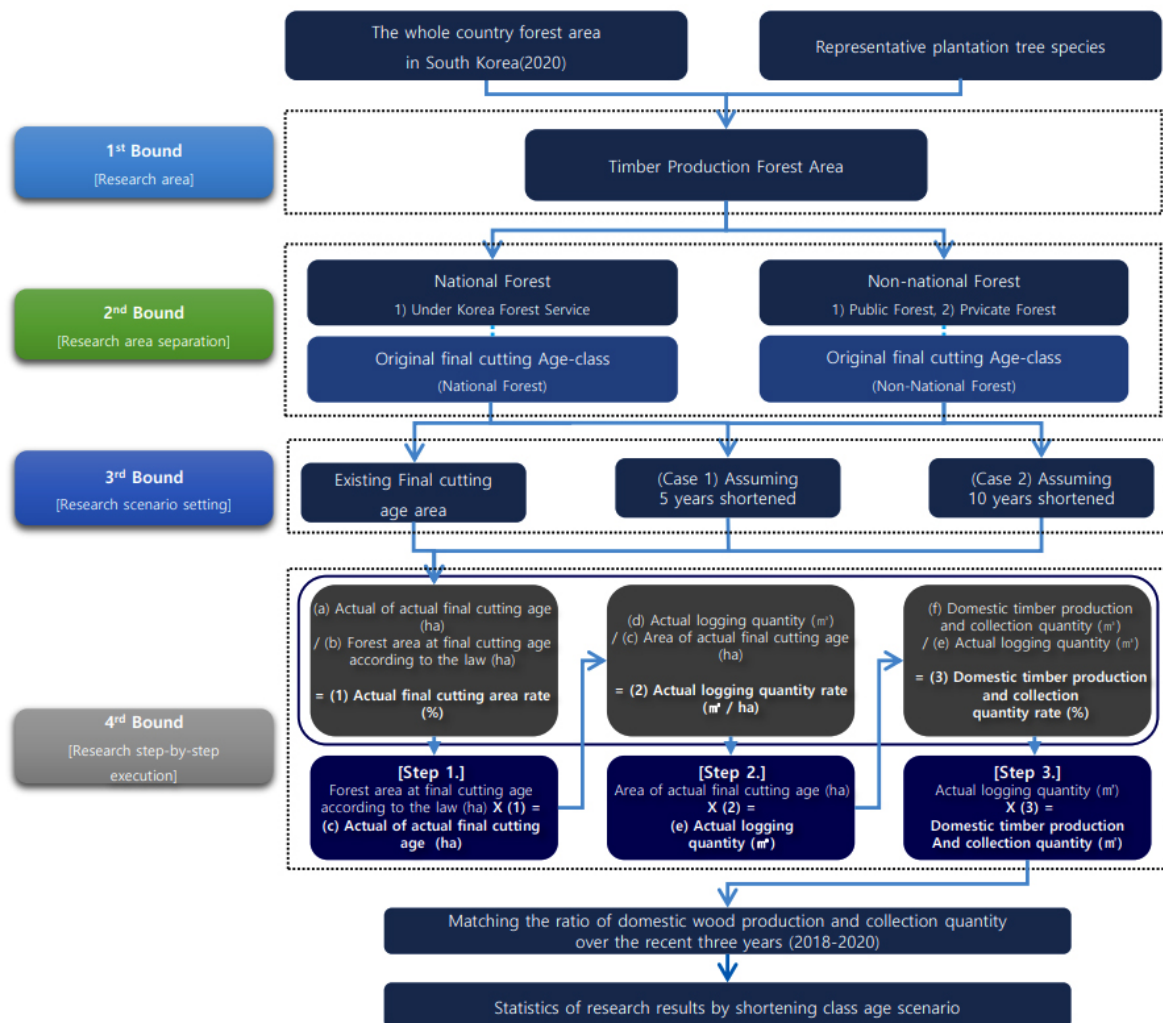 The whole country forest area
in South Korea(2020)
Representative plantation tree species
1st Bound
[Research area]
Timber Production Forest Area
2nd Bound
[Research area separation]
National Forest
1) Under Korea Forest Service
Non-national Forest
1) Public Forest, 2) Prvicate Forest
Original final cutting Age-class
(National Forest)
Original final cutting Age-class
(Non-National Forest)
3rd Bound
[Research scenario setting]
Existing Final cutting
age area
(Case 1) Assuming
5 years shortened
(Case 2) Assuming
10 years shortened
4rd Bound
[Research step-by-step
execution]
(a) Actual of actual final cutting age
(ha)
/ (b) Forest area at final cutting age
according to the law (ha)
= (1) Actual final cutting area rate
(%)
(d) Actual logging quantity (㎥)
/ (c) Area of actual final cutting age
(ha)
= (2) Actual logging quantity rate
(㎥ / ha)
(f) Domestic timber production
and collection quantity (㎥)
/ (e) Actual logging quantity (㎥)
= (3) Domestic timber production
and collection
quantity rate (%)
[Step 1.]
Forest area at final cutting age
according to the law (ha) X (1) =
(c) Actual of actual final cutting
age (ha)
[Step 2.]
Area of actual final cutting age (ha)
X (2) =
(e) Actual logging
quantity (㎥)
[Step 3.]
Actual logging quantity (㎥)
X (3) =
Domestic timber production
And collection quantity (㎥)
Matching the ratio of domestic wood production and collection quantity
over the recent three years (2018-2020)
Statistics of research results by shortening class age scenario